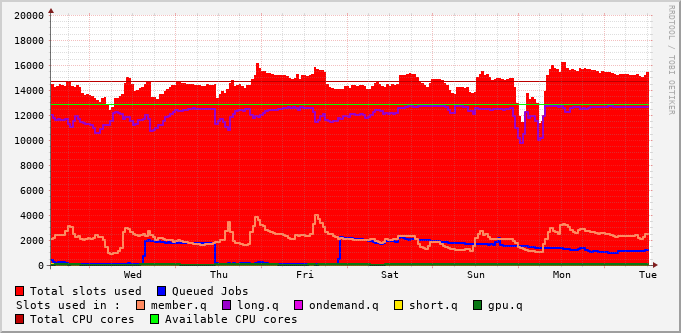 20000
18000
16000
14000
12000
10000
8000
6000
4000
2000
0
Wed Thu Fri Sat Sun Mon Tue
Total slots used Queued Jobs
Slots used in : member.q long.q ondemand.q short.q gpu.q
Total CPU cores Available CPU cores
RRDTOOL / TOBI OETIKER